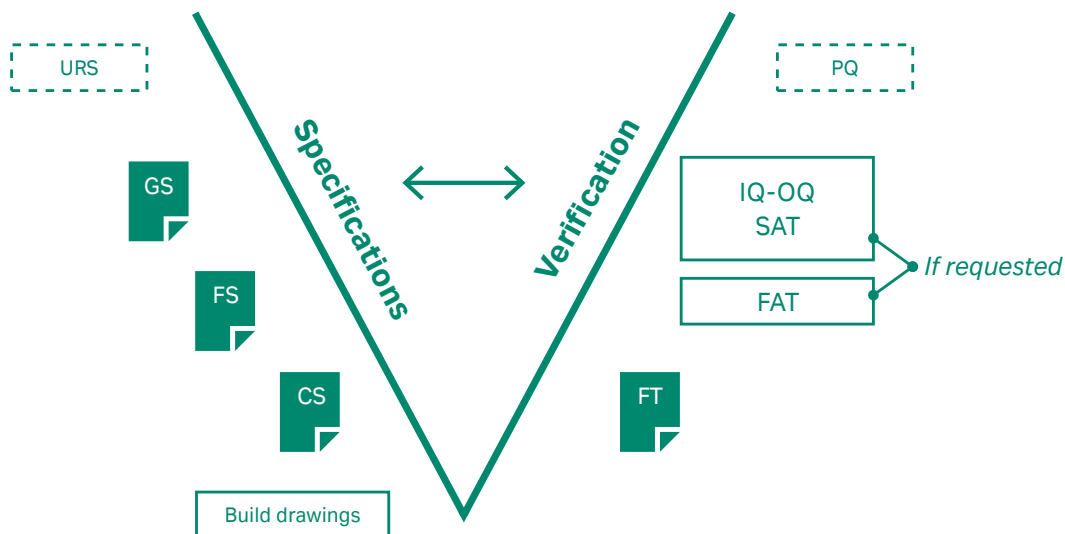 URS
PQ
Specifications
Verification
GS
IQ-OQ
SAT
If requested
FS
FAT
CS
FT
Build drawings